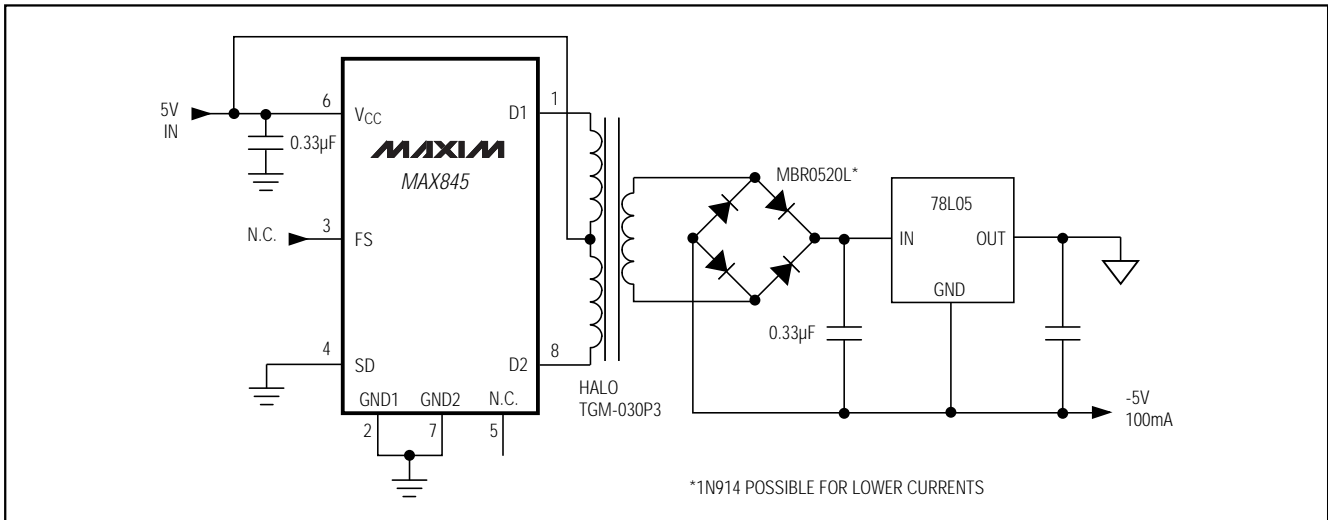 5V
IN
0.33µF
6
VCC
MAXIM
MAX845
D1
1
N.C.
3
FS
4
SD
D2
8
GND1
GND2
N.C.
2
7
5
HALO
TGM-030P3
MBR0520L*
0.33µF
78L05
IN
OUT
GND
-5V
100mA
*1N914 POSSIBLE FOR LOWER CURRENTS